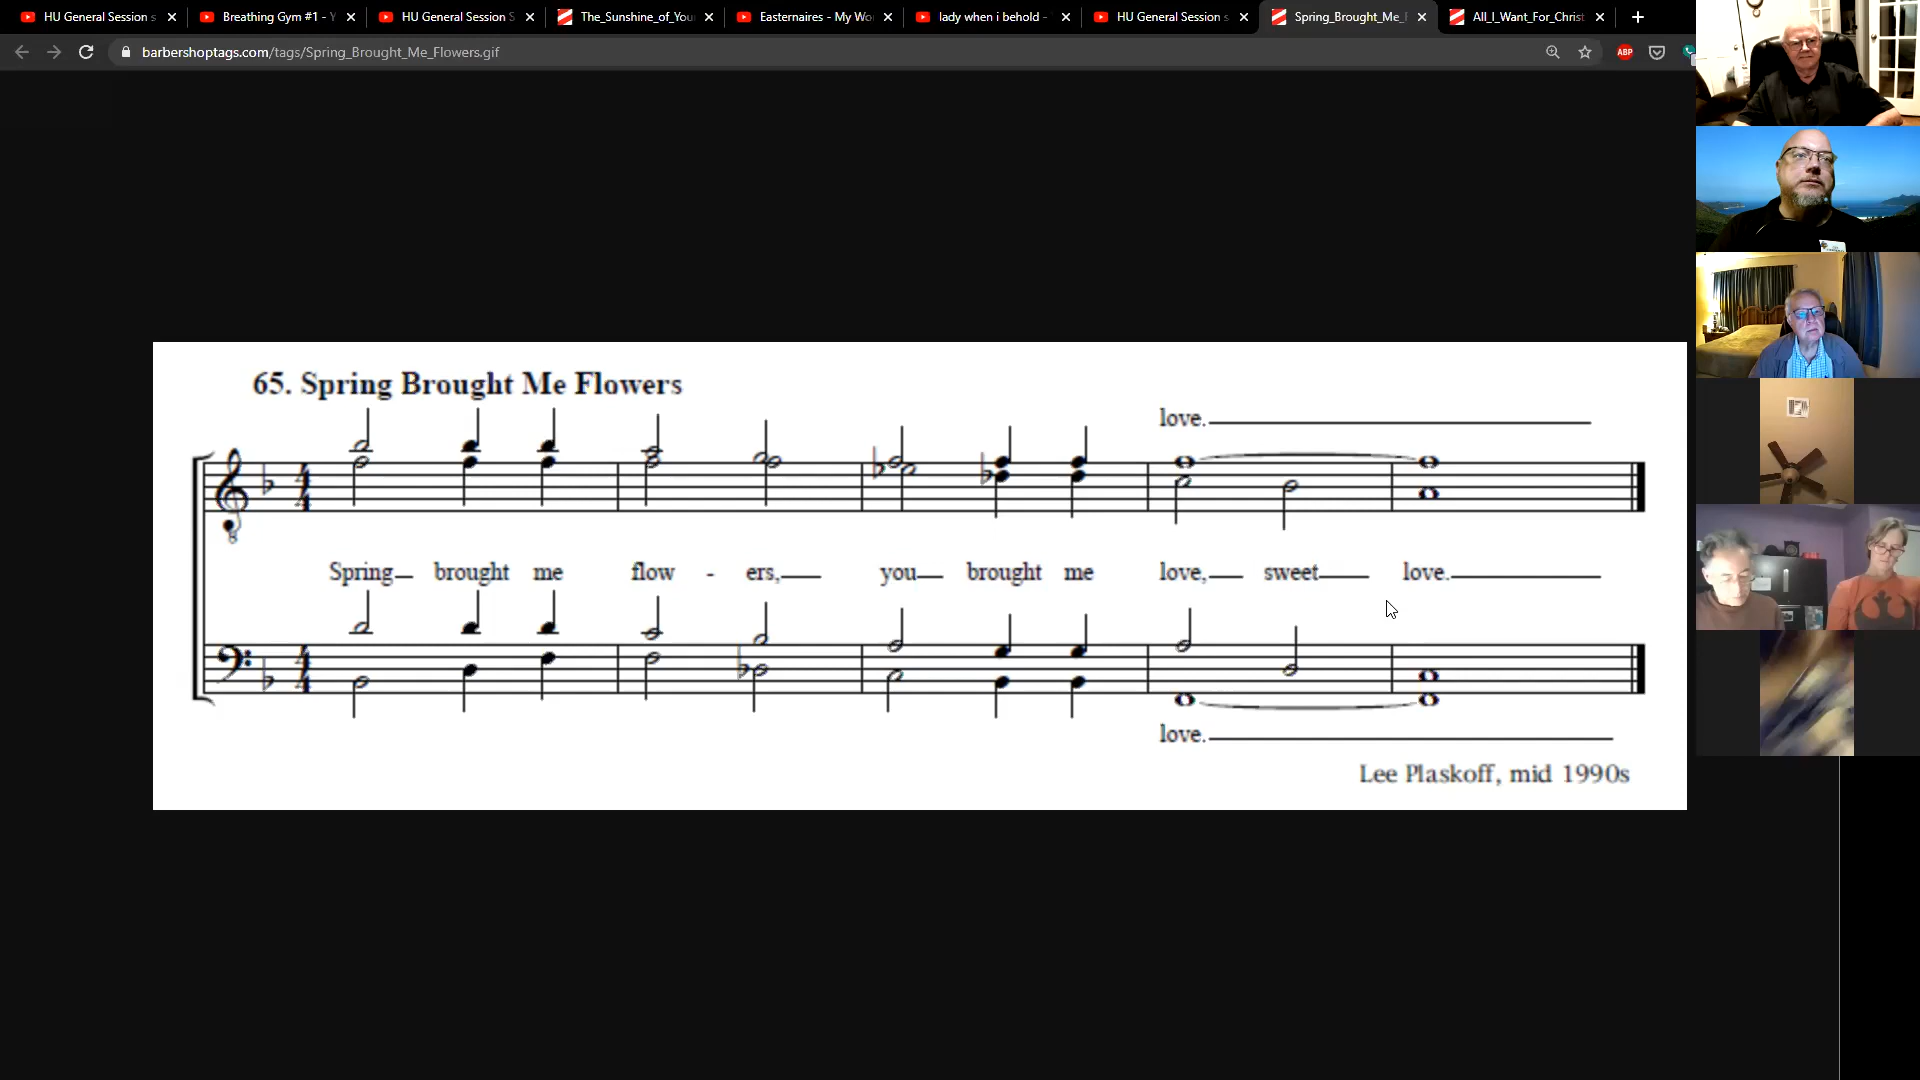 HU General Session s
Breathing Gym #1 - Y
HU General Session S
The_Sunshine_of_You
Easternaires - My Wo
lady when i behold -
HU General Session s
Spring_Brought_Me_F
All_I_Want_For_Christ
barbershoptags.com/tags/Spring_Brought_Me_Flowers.gif
ABP
65. Spring Brought Me Flowers
love.
Spring brought me flow - ers, you brought me love, sweet love.
love.
Lee Plaskoff, mid 1990s